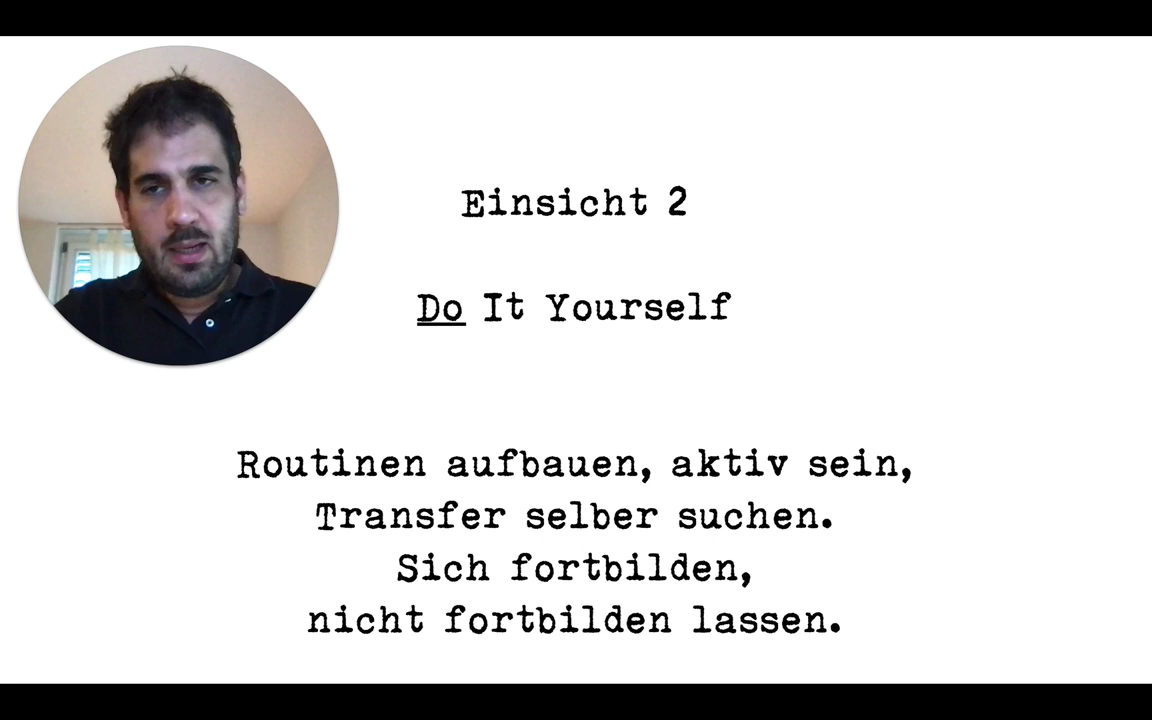 Einsicht 2
Do It Yourself
Routinen aufbauen, aktiv sein,
Transfer selber suchen.
Sich fortbilden,
nicht fortbilden lassen.